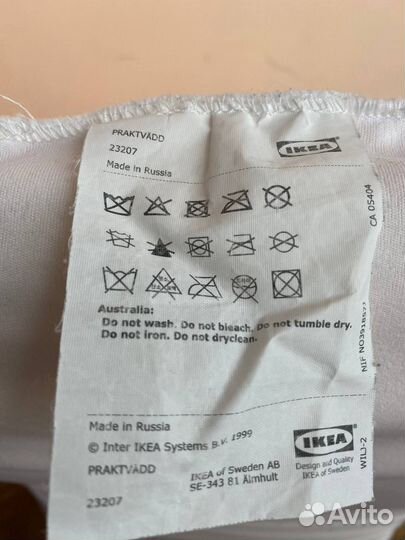 PRAKTVÄDD
23207
Made in Russia
IKEA
CA 05404
Australia:
Do not wash. Do not bleach. Do not tumble dry.
Do not iron. Do not dryclean.
Made in Russia
© Inter IKEA Systems B.V. 1999
PRAKTVÄDD
23207
IKEA of Sweden AB
SE-343 81 Älmhult
IKEA
Design and Quality
IKEA of Sweden
WILI-2
Avito